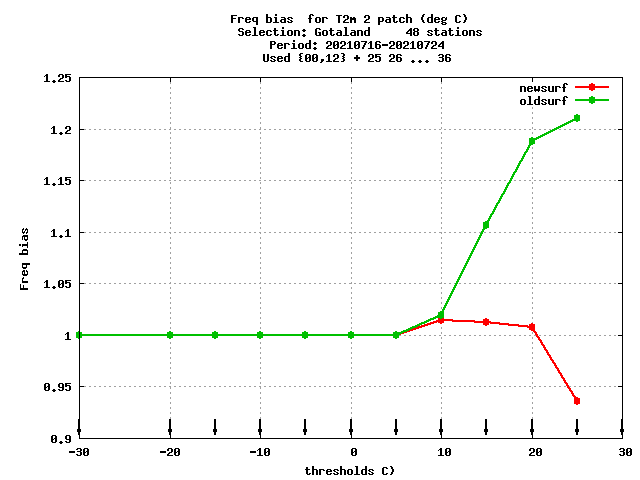 Freq bias  for T2m 2 patch (deg C)
Selection: Gotaland     48 stations
Period: 20210716-20210724
Used {00,12} + 25 26 ... 36
newsurf
oldsurf
1.25
1.2
1.15
1.1
1.05
1
0.95
0.9
Freq bias
-30 -20 -10 0 10 20 30
thresholds C)